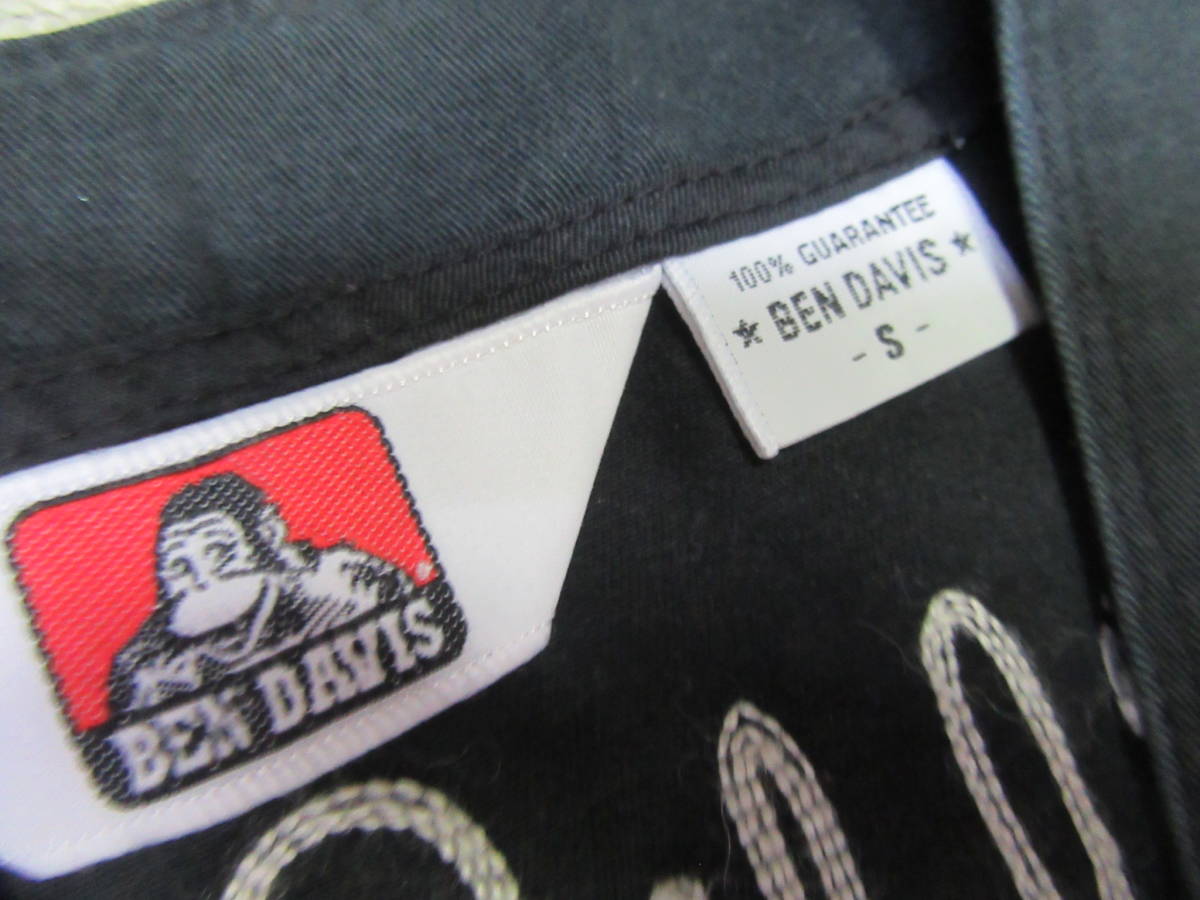 BEN DAVIS
100% GUARANTEE
★ BEN DAVIS ★
- S -